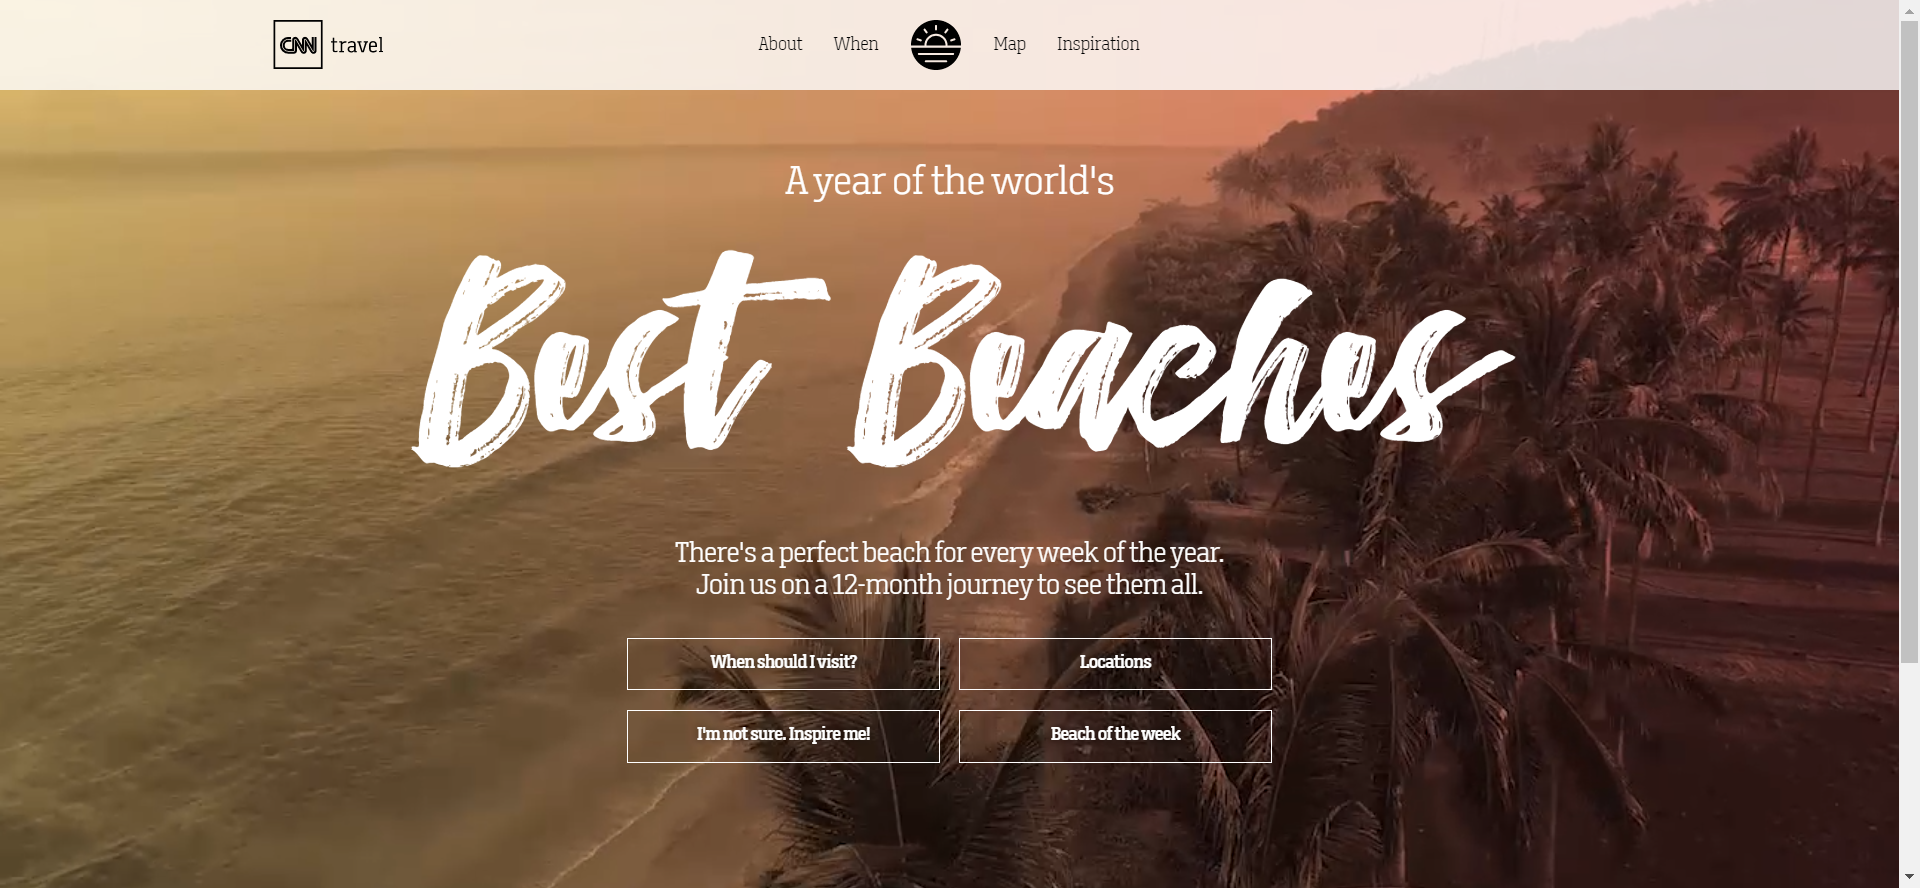 CNN travel
About
When
Map
Inspiration
A year of the world's
Best Beaches
There's a perfect beach for every week of the year.
Join us on a 12-month journey to see them all.
When should I visit?
Locations
I'm not sure. Inspire me!
Beach of the week